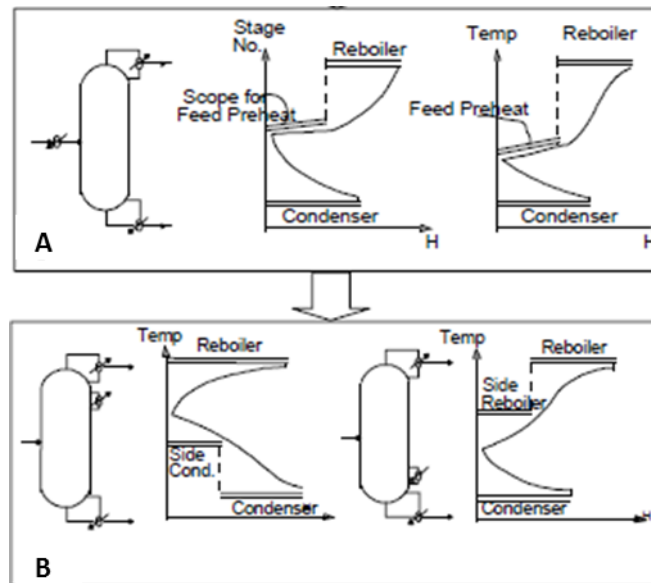 Stage
No.
Reboiler
Scope for
Feed Preheat
Condenser
H
Temp
Reboiler
Feed Preheat
Condenser
H
A
Temp
Reboiler
Side
Cond.
Condenser
Temp
Reboiler
Side
Reboiler
Condenser
H
B